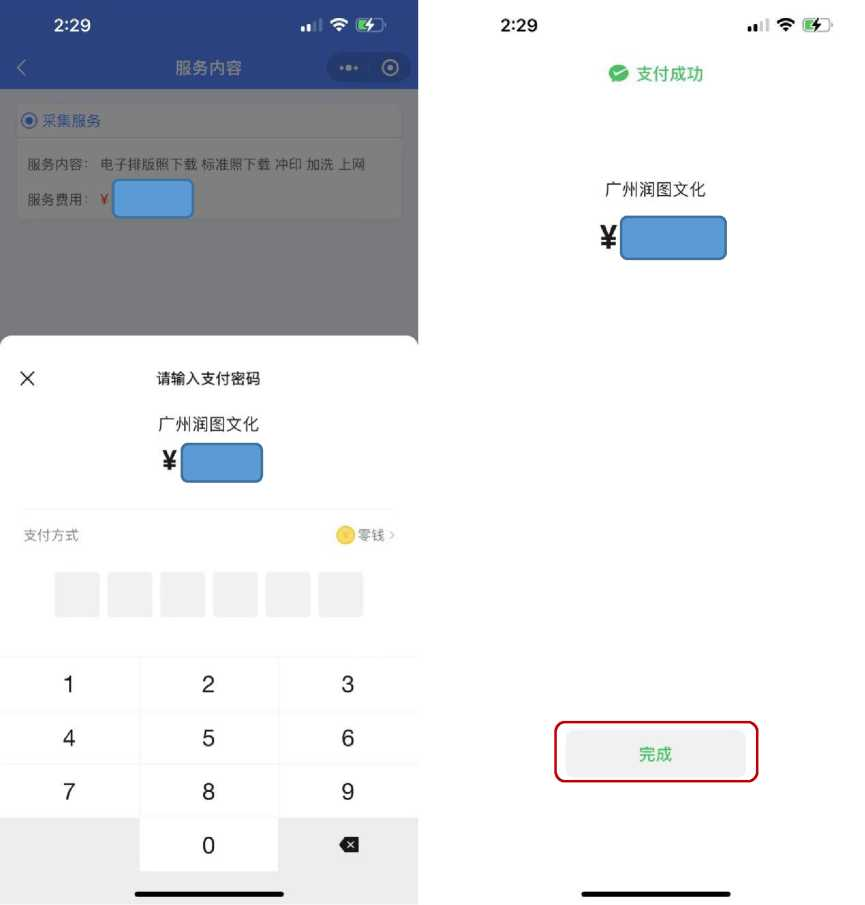 2:29
服务内容
采集服务
服务内容： 电子排版照下载 标准照下载 冲印 加洗 上网
服务费用： ¥
请输入支付密码
广州润图文化
¥
支付方式
零钱
1 2 3
4 5 6
7 8 9
0
2:29
支付成功
广州润图文化
¥
完成